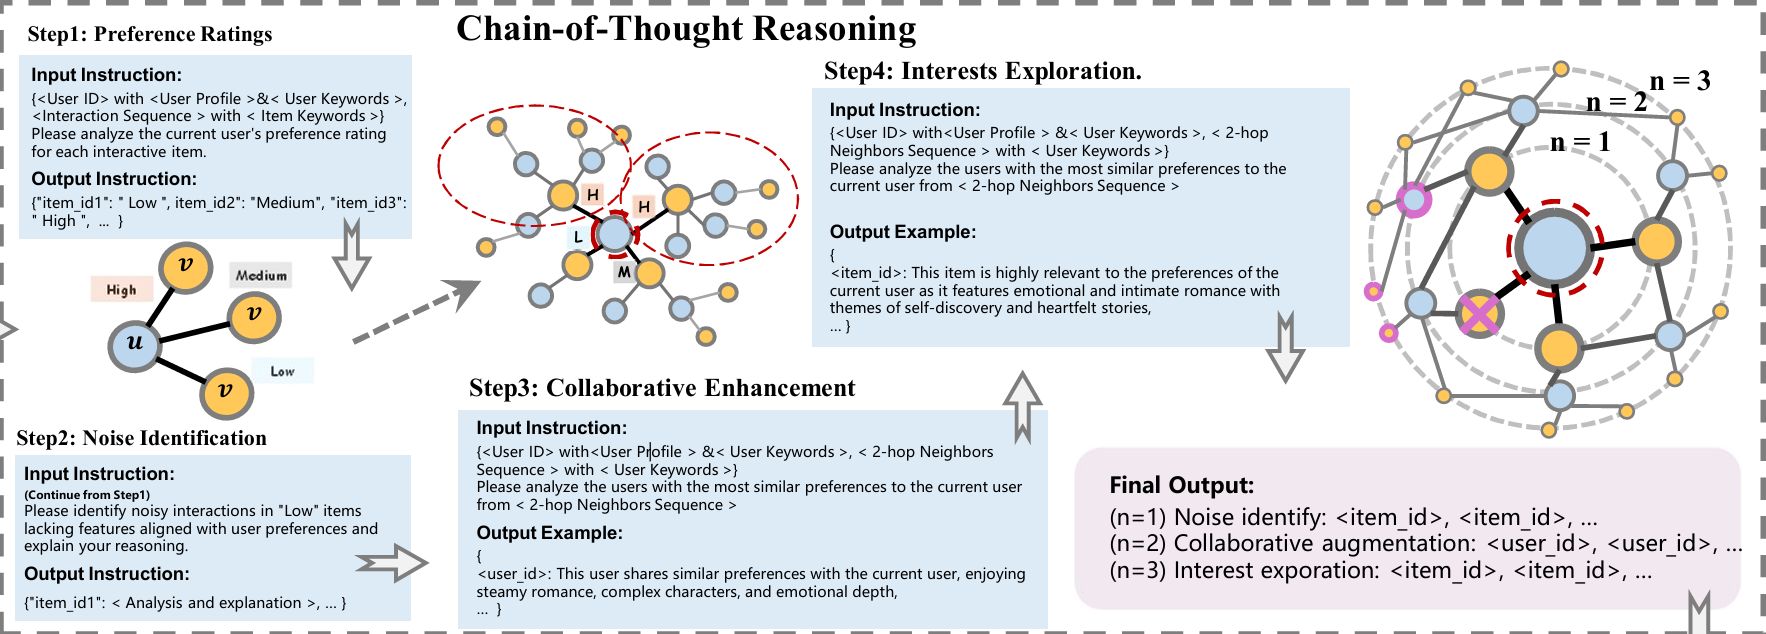 Chain-of-Thought Reasoning
Step1: Preference Ratings
Input Instruction:
{<User ID> with <User Profile >&< User Keywords >,
<Interaction Sequence > with < Item Keywords >}
Please analyze the current user's preference rating
for each interactive item.
Output Instruction:
{"item_id1": " Low ", item_id2": "Medium", "item_id3":
" High ", ... }
High
Medium
Low
u
v
v
v
Step2: Noise Identification
Input Instruction:
(Continue from Step1)
Please identify noisy interactions in "Low" items
lacking features aligned with user preferences and
explain your reasoning.
Output Instruction:
{"item_id1": < Analysis and explanation >, ... }
H
H
L
M
Step3: Collaborative Enhancement
Input Instruction:
{<User ID> with<User Profile > &< User Keywords >, < 2-hop Neighbors
Sequence > with < User Keywords >}
Please analyze the users with the most similar preferences to the current user
from < 2-hop Neighbors Sequence >
Output Example:
{
<user_id>: This user shares similar preferences with the current user, enjoying
steamy romance, complex characters, and emotional depth,
... }
Step4: Interests Exploration.
Input Instruction:
{<User ID> with<User Profile > &< User Keywords >, < 2-hop
Neighbors Sequence > with < User Keywords >}
Please analyze the users with the most similar preferences to the
current user from < 2-hop Neighbors Sequence >
Output Example:
{
<item_id>: This item is highly relevant to the preferences of the
current user as it features emotional and intimate romance with
themes of self-discovery and heartfelt stories,
... }
n = 3
n = 2
n = 1
Final Output:
(n=1) Noise identify: <item_id>, <item_id>, ...
(n=2) Collaborative augmentation: <user_id>, <user_id>, ...
(n=3) Interest exporation: <item_id>, <item_id>, ...